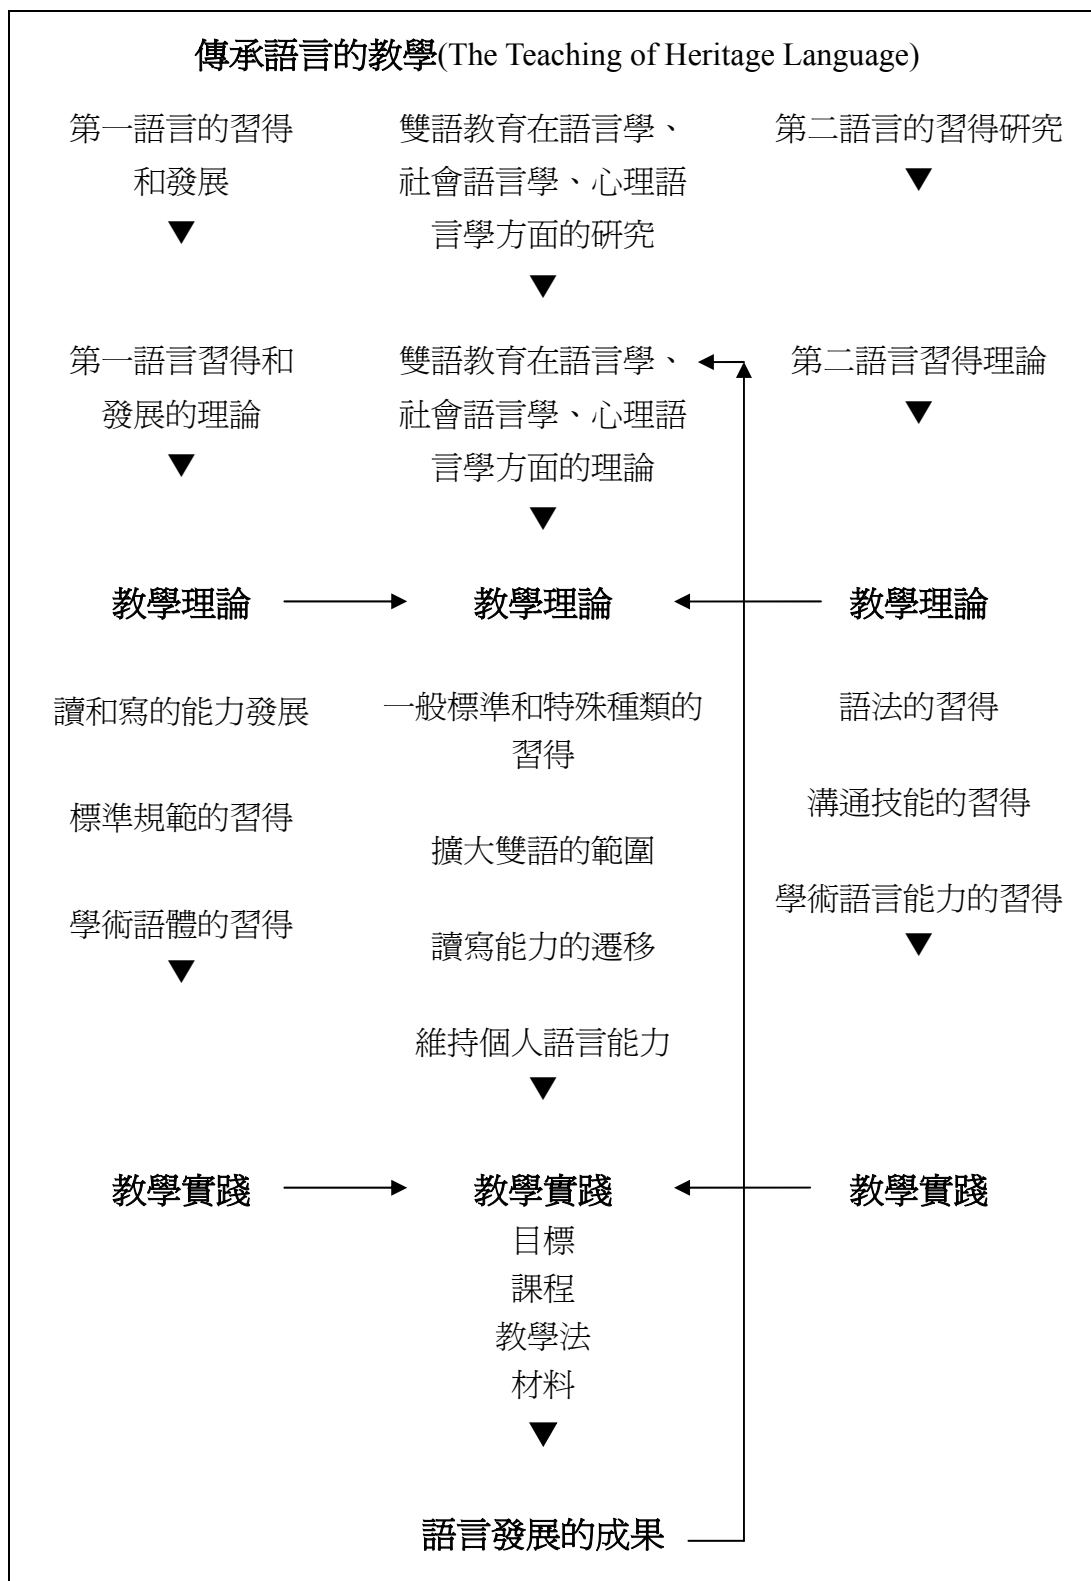 傳承語言的教學(The Teaching of Heritage Language)
第一語言的習得
和發展
▼
雙語教育在語言學、
社會語言學、心理語
言學方面的研究
▼
第二語言的習得研究
▼
第一語言習得和
發展的理論
▼
雙語教育在語言學、
社會語言學、心理語
言學方面的理論
▼
第二語言習得理論
▼
教學理論
教學理論
教學理論
讀和寫的能力發展
標準規範的習得
學術語體的習得
▼
一般標準和特殊種類的
習得
擴大雙語的範圍
讀寫能力的遷移
維持個人語言能力
▼
語法的習得
溝通技能的習得
學術語言能力的習得
▼
教學實踐
教學實踐
教學實踐
目標
課程
教學法
材料
▼
語言發展的成果